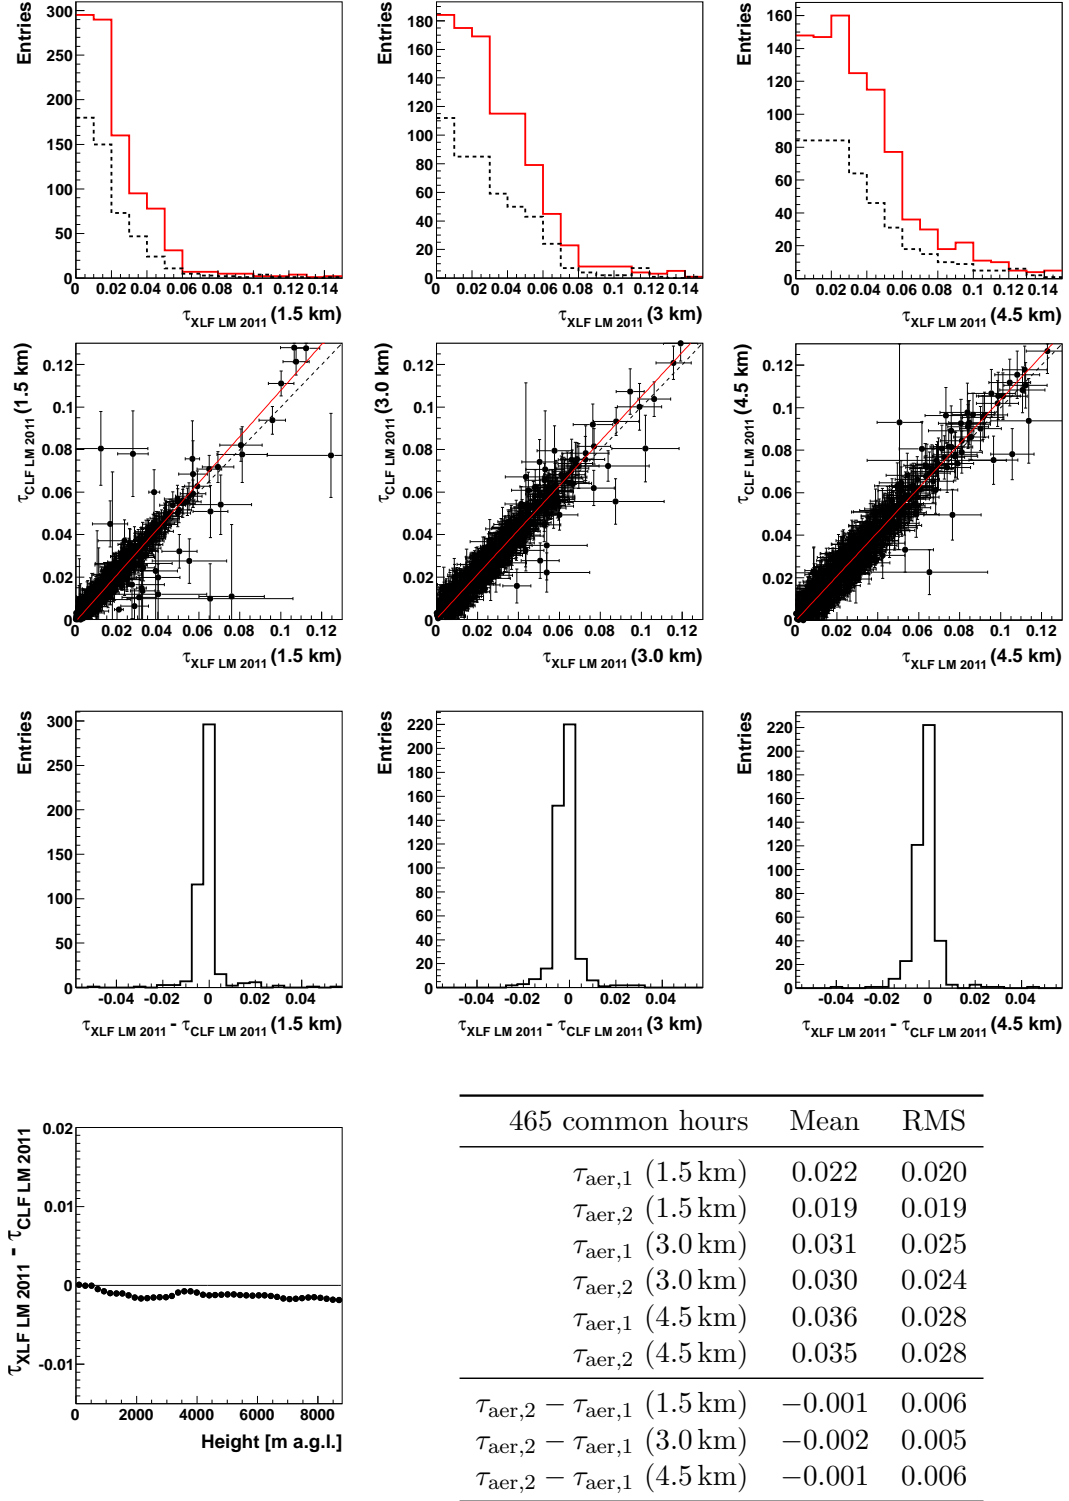 Entries
300
250
200
150
100
50
0
0 0.02 0.04 0.06 0.08 0.1 0.12 0.14
τXLF LM 2011 (1.5 km)
Entries
180
160
140
120
100
80
60
40
20
0
0 0.02 0.04 0.06 0.08 0.1 0.12 0.14
τXLF LM 2011 (3 km)
Entries
160
140
120
100
80
60
40
20
0
0 0.02 0.04 0.06 0.08 0.1 0.12 0.14
τXLF LM 2011 (4.5 km)
τCLF LM 2011 (1.5 km)
0.12
0.1
0.08
0.06
0.04
0.02
0
0 0.02 0.04 0.06 0.08 0.1 0.12
τXLF LM 2011 (1.5 km)
τCLF LM 2011 (3.0 km)
0.12
0.1
0.08
0.06
0.04
0.02
0
0 0.02 0.04 0.06 0.08 0.1 0.12
τXLF LM 2011 (3.0 km)
τCLF LM 2011 (4.5 km)
0.12
0.1
0.08
0.06
0.04
0.02
0
0 0.02 0.04 0.06 0.08 0.1 0.12
τXLF LM 2011 (4.5 km)
Entries
300
250
200
150
100
50
0
-0.04 -0.02 0 0.02 0.04
τXLF LM 2011 - τCLF LM 2011 (1.5 km)
Entries
220
200
180
160
140
120
100
80
60
40
20
0
-0.04 -0.02 0 0.02 0.04
τXLF LM 2011 - τCLF LM 2011 (3 km)
Entries
220
200
180
160
140
120
100
80
60
40
20
0
-0.04 -0.02 0 0.02 0.04
τXLF LM 2011 - τCLF LM 2011 (4.5 km)
τXLF LM 2011 - τCLF LM 2011
0.02
0.01
0
-0.01
0 2000 4000 6000 8000
Height [m a.g.l.]
465 common hours Mean RMS
τaer,1 (1.5 km) 0.022 0.020
τaer,2 (1.5 km) 0.019 0.019
τaer,1 (3.0 km) 0.031 0.025
τaer,2 (3.0 km) 0.030 0.024
τaer,1 (4.5 km) 0.036 0.028
τaer,2 (4.5 km) 0.035 0.028
τaer,2 − τaer,1 (1.5 km) −0.001 0.006
τaer,2 − τaer,1 (3.0 km) −0.002 0.005
τaer,2 − τaer,1 (4.5 km) −0.001 0.006